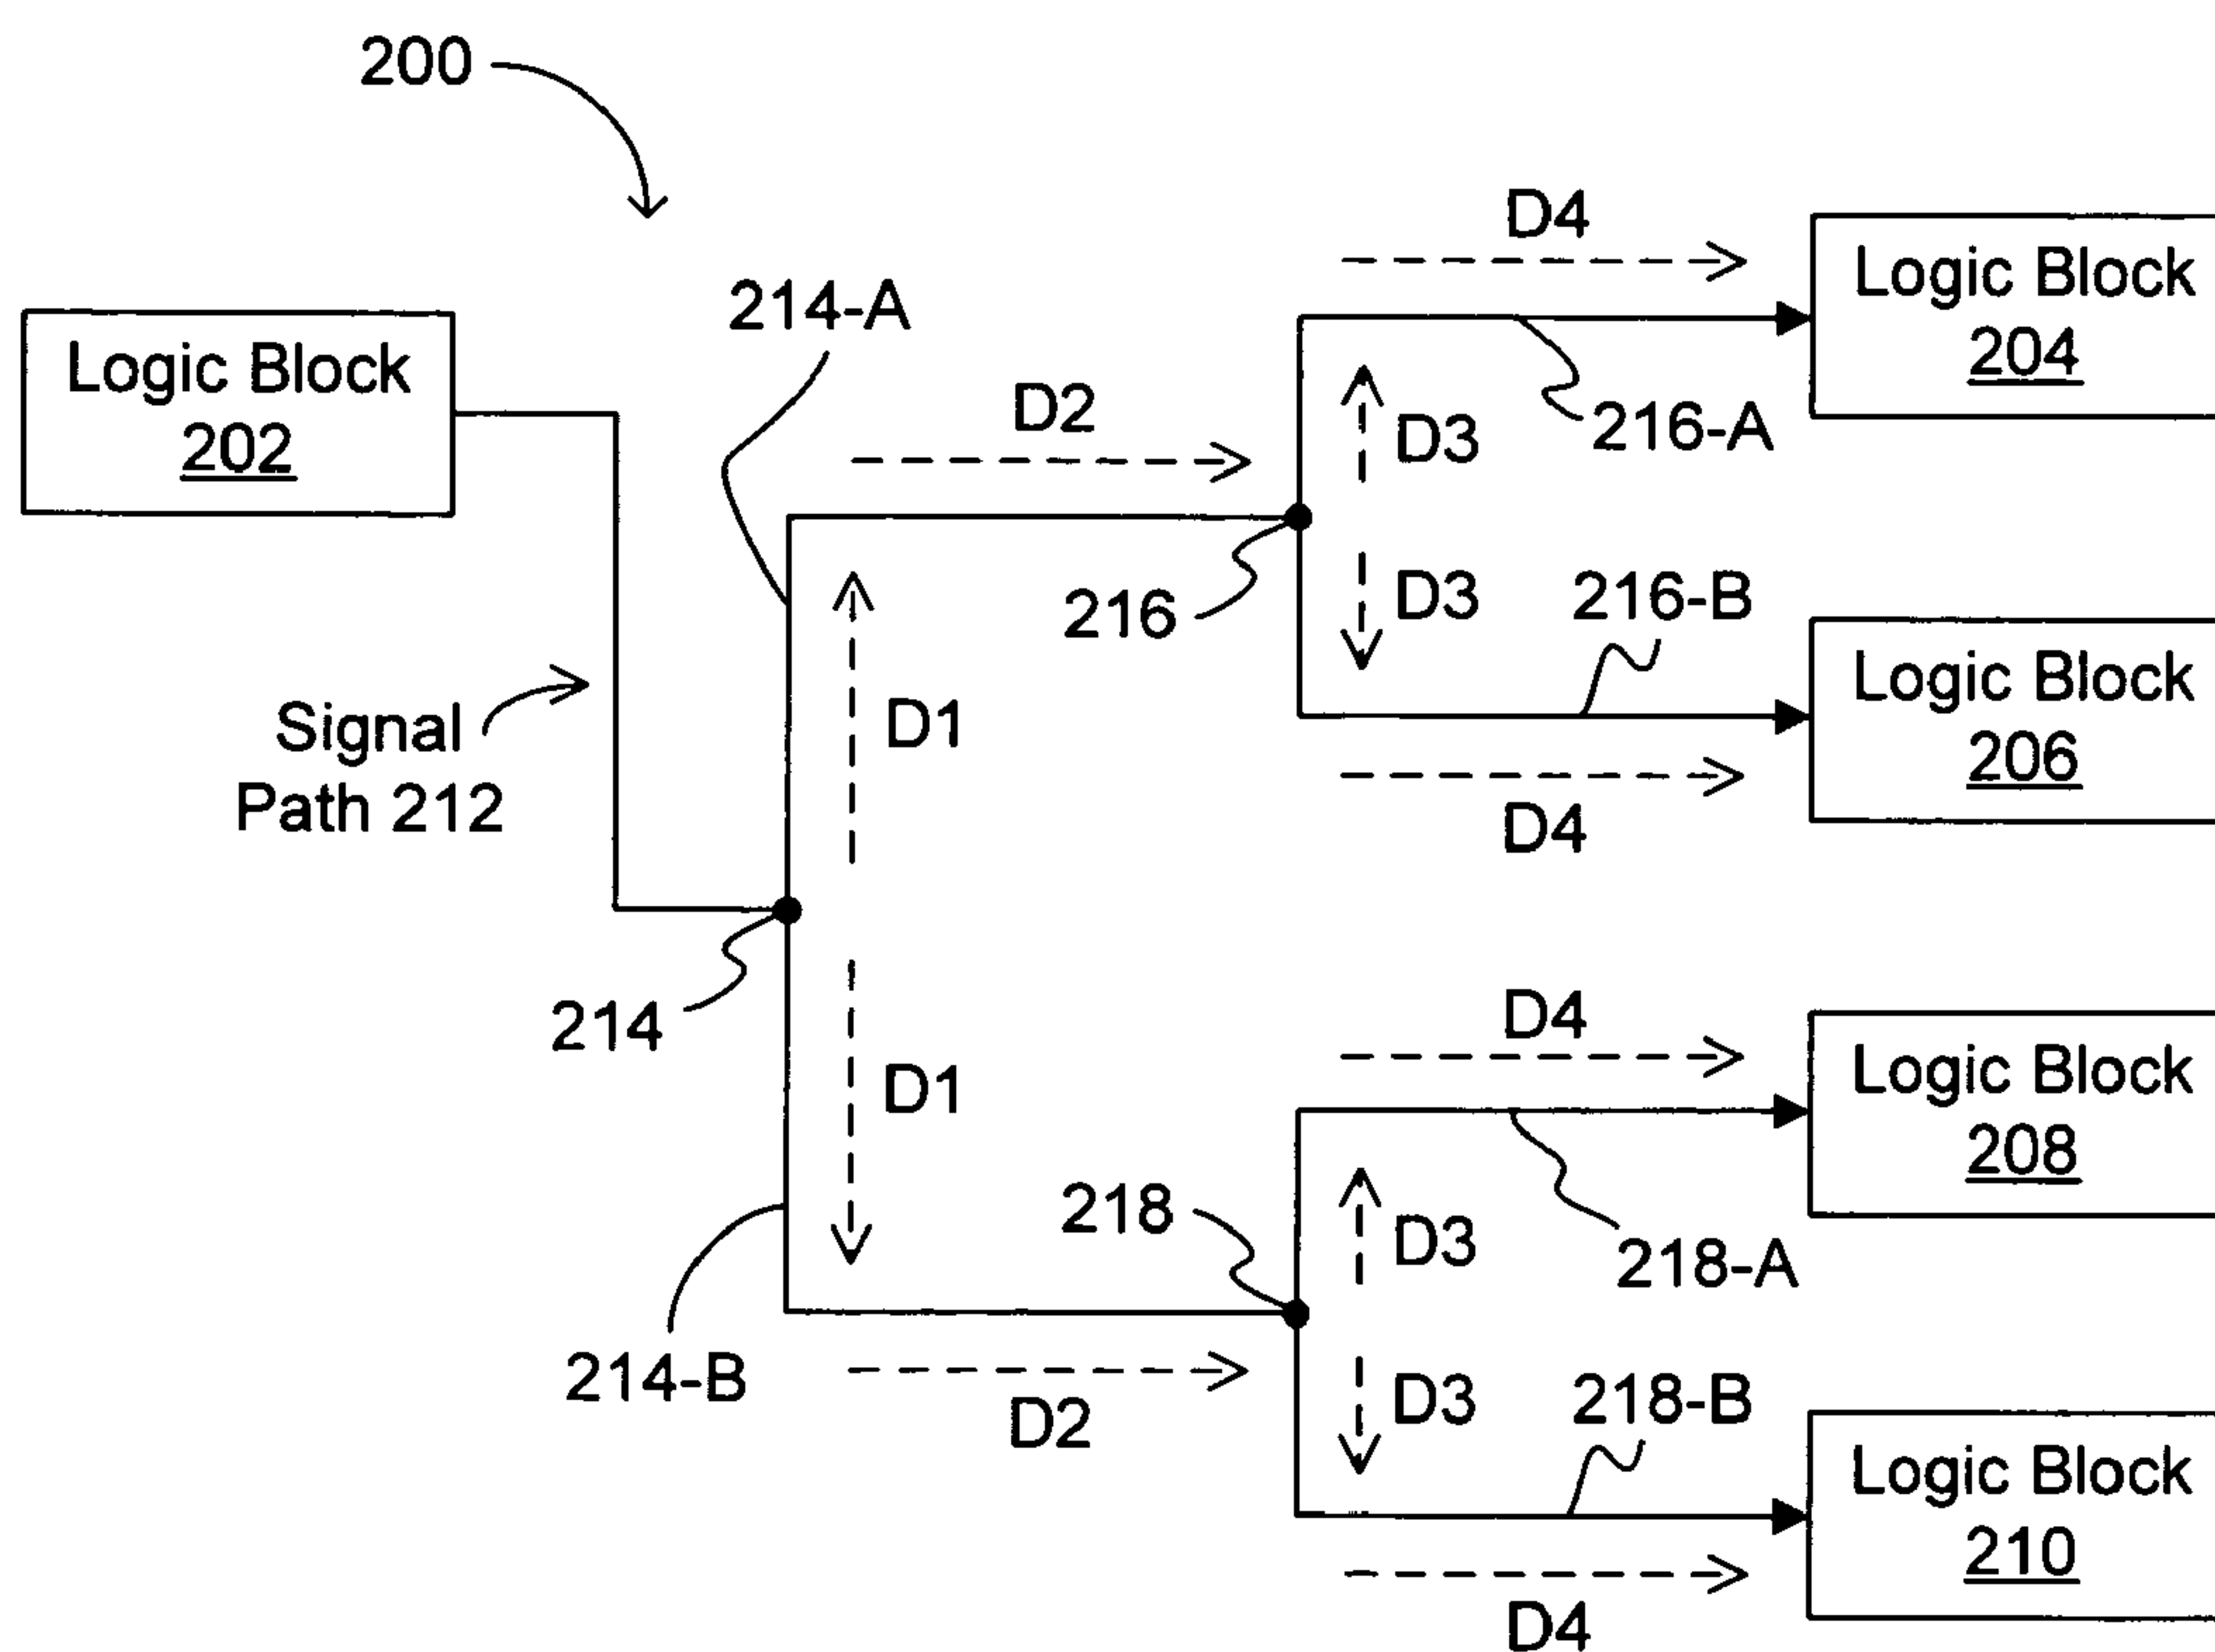 200
D4
Logic Block
204
214-A
Logic Block
202
D2
D3
216-A
D3
216-B
216
Logic Block
206
Signal
Path 212
D1
D4
214
D1
D4
Logic Block
208
218
D3
218-A
214-B
D2
D3
218-B
Logic Block
210
D4